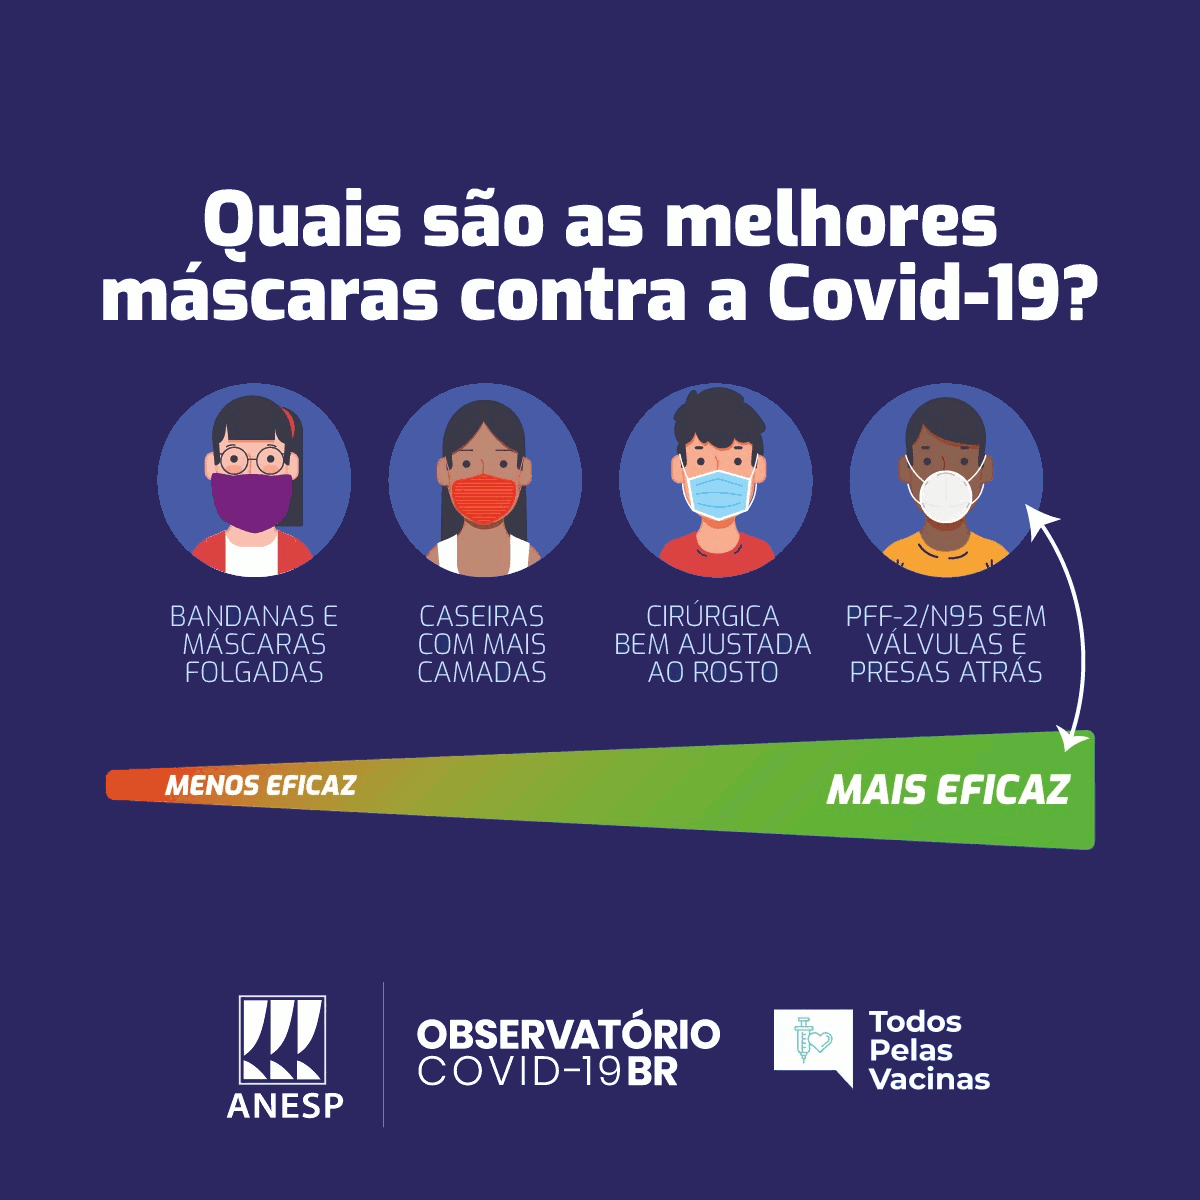 Quais são as melhores
máscaras contra a Covid-19?
BANDANAS E
MÁSCARAS
FOLGADAS
CASEIRAS
COM MAIS
CAMADAS
CIRÚRGICA
BEM AJUSTADA
AO ROSTO
PFF-2/N95 SEM
VÁLVULAS E
PRESAS ATRÁS
MENOS EFICAZ
MAIS EFICAZ
ANESP
OBSERVATÓRIO
COVID-19BR
Todos
Pelas
Vacinas